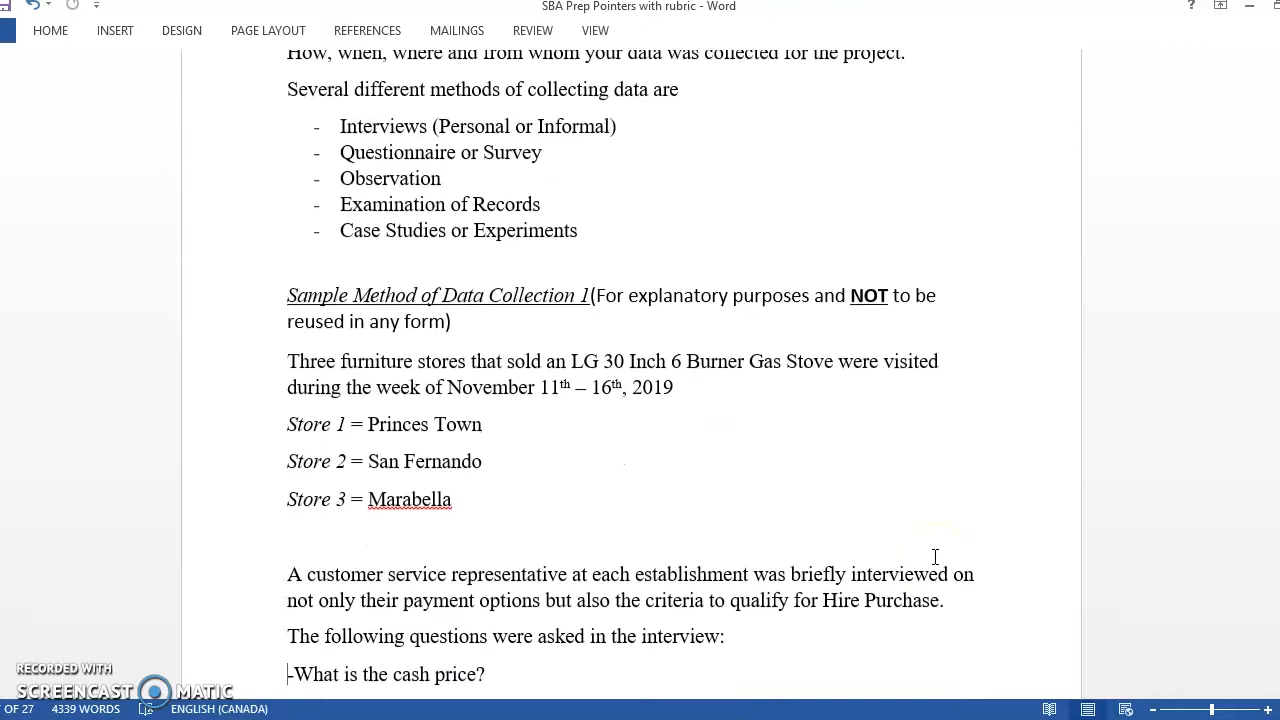 SBA Prep Pointers with rubric - Word
?
HOME INSERT DESIGN PAGE LAYOUT REFERENCES MAILINGS REVIEW VIEW
How, when, where and from whom your data was collected for the project.
Several different methods of collecting data are
- Interviews (Personal or Informal)
- Questionnaire or Survey
- Observation
- Examination of Records
- Case Studies or Experiments
Sample Method of Data Collection 1(For explanatory purposes and NOT to be
reused in any form)
Three furniture stores that sold an LG 30 Inch 6 Burner Gas Stove were visited
during the week of November 11th – 16th, 2019
Store 1 = Princes Town
Store 2 = San Fernando
Store 3 = Marabella
A customer service representative at each establishment was briefly interviewed on
not only their payment options but also the criteria to qualify for Hire Purchase.
The following questions were asked in the interview:
-What is the cash price?
RECORDED WITH
SCREENCAST MATIC
OF 27 4339 WORDS ENGLISH (CANADA)